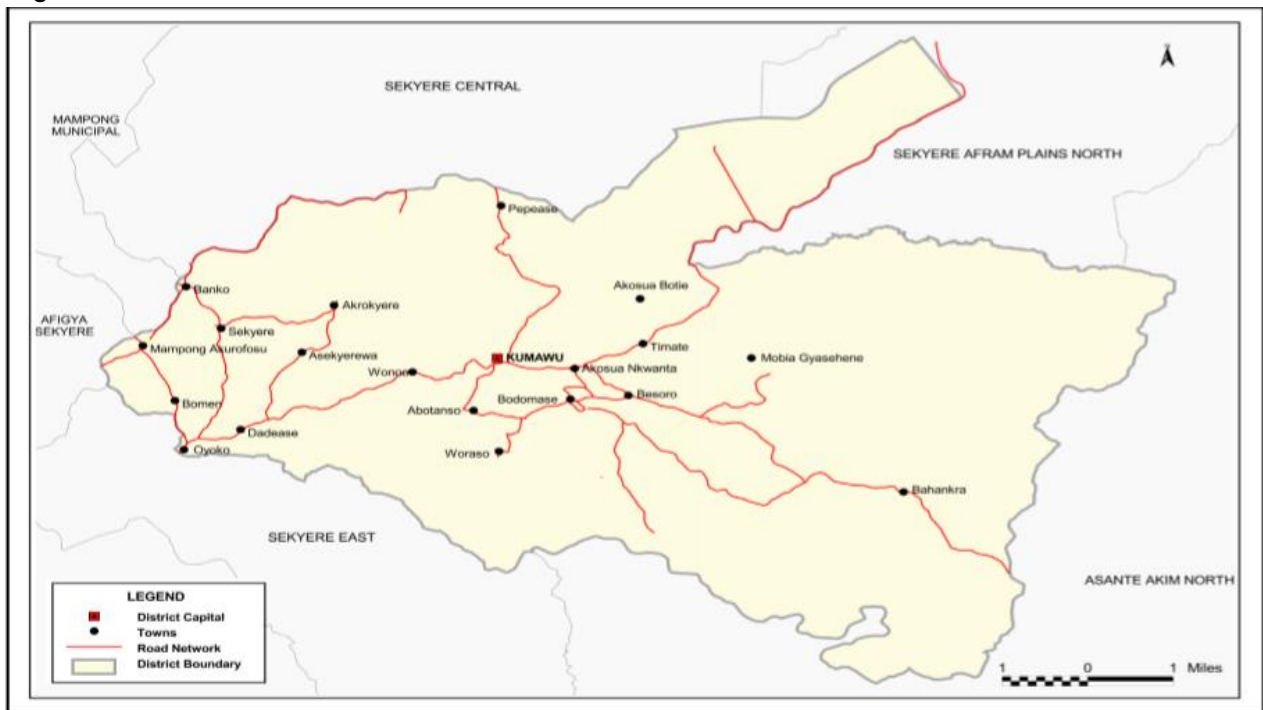 SEKYERE CENTRAL
MAMPONG
MUNICIPAL
SEKYERE AFRAM PLAINS NORTH
Pepease
Banko
Akosua Botie
Akrokyere
AFIGYA
SEKYERE
Sekyere
Mampong Akurofosu
Asekyerewa
Timate
KUMAWU
Mobia Gyasehene
Wonoo
Akosua Nkwanta
Bomen
Abotanso
Bodomase
Besoro
Dadease
Oyoko
Woraso
Bahankra
SEKYERE EAST
ASANTE AKIM NORTH
LEGEND
District Capital
Towns
Road Network
District Boundary
1 0 1 Miles